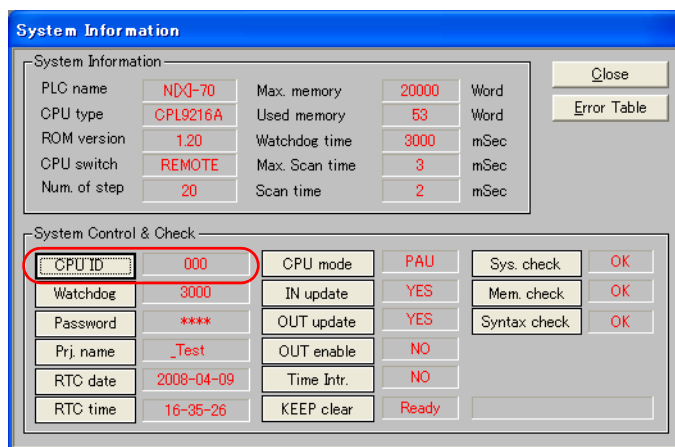 System Information
System Information
PLC name N[X]-70 Max. memory 20000 Word Close
CPU type CPL9216A Used memory 53 Word Error Table
ROM version 1.20 Watchdog time 3000 mSec
CPU switch REMOTE Max. Scan time 3 mSec
Num. of step 20 Scan time 2 mSec
System Control & Check
CPU ID 000 CPU mode PAU Sys. check OK
Watchdog 3000 IN update YES Mem. check OK
Password **** OUT update YES Syntax check OK
Prj. name _Test OUT enable NO
RTC date 2008-04-09 Time Intr. NO
RTC time 16-35-26 KEEP clear Ready